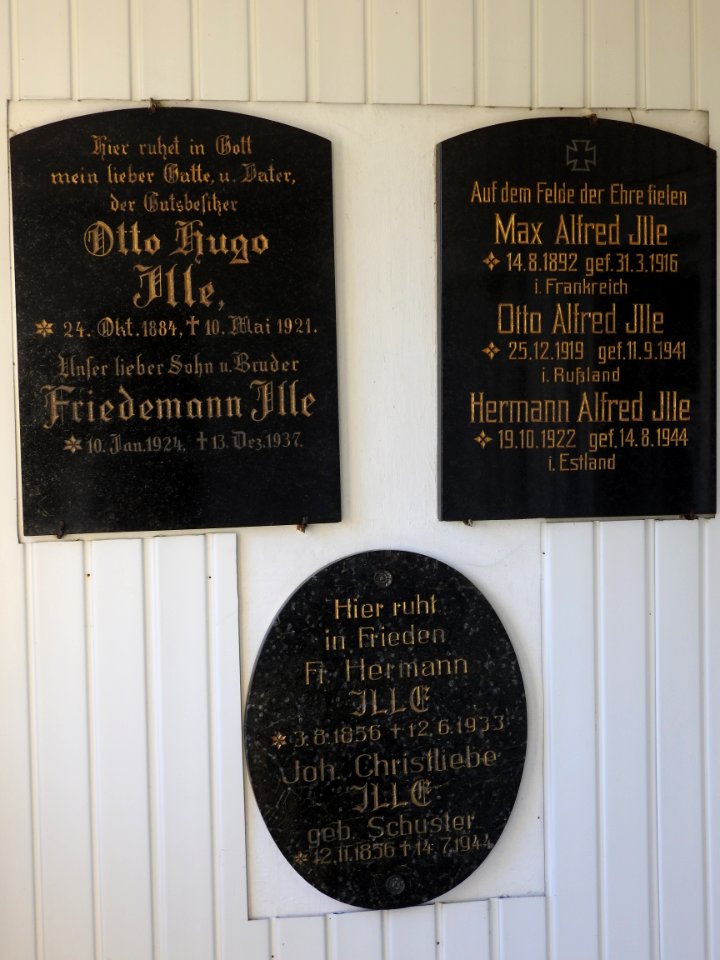 Hier ruhet in Gott
mein lieber Gatte, u. Vater,
der Gutsbesitzer
Otto Hugo
Ille,
* 24. Okt. 1884, † 10. Mai 1921.
Unser lieber Sohn u. Bruder
Friedemann Ille
* 10. Jan. 1924, † 13. Dez. 1937.
Auf dem Felde der Ehre fielen
Max Alfred Jlle
* 14.8.1892 gef. 31.3.1916
i. Frankreich
Otto Alfred Jlle
* 25.12.1919 gef. 11.9.1941
i. Rußland
Hermann Alfred Jlle
* 19.10.1922 gef. 14.8.1944
i. Estland
Hier ruht
in Frieden
Fr. Hermann
ILLE
* 3.8.1856 † 12.6.1933
Joh. Christliebe
ILLE
geb. Schuster
* 12.11.1856 † 14.7.1944